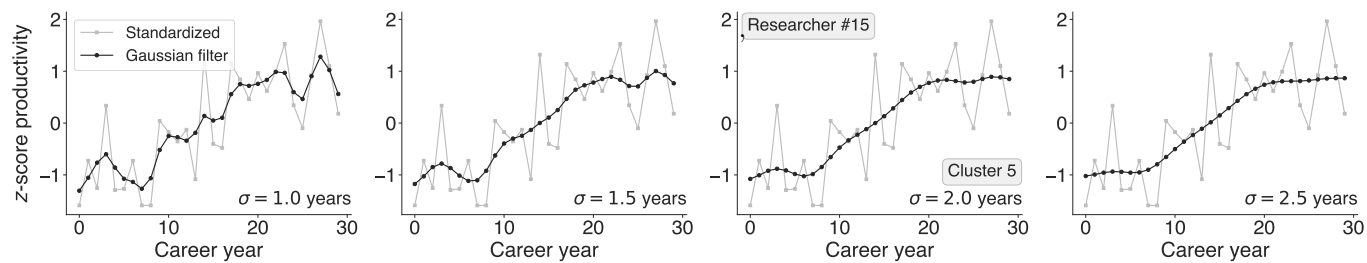 z-score productivity
2
1
0
−1
Standardized
Gaussian filter
σ = 1.0 years
0
10
20
30
Career year
2
1
0
−1
σ = 1.5 years
0
10
20
30
Career year
2
1
0
−1
Researcher #15
Cluster 5
σ = 2.0 years
0
10
20
30
Career year
2
1
0
−1
σ = 2.5 years
0
10
20
30
Career year